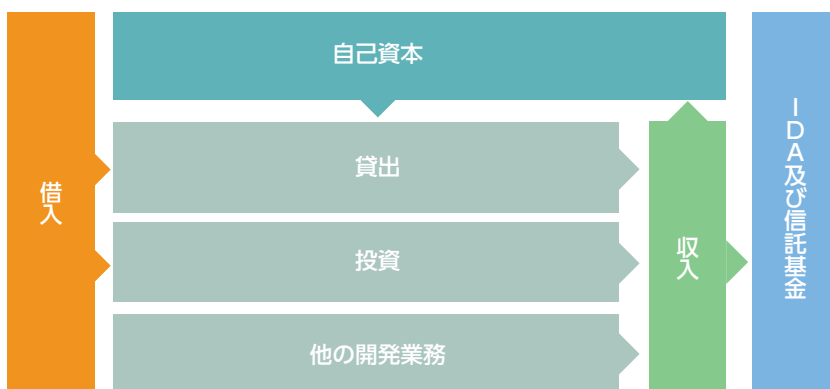 自己資本
借入
貸出
投資
他の開発業務
収入
IDA及び信託基金